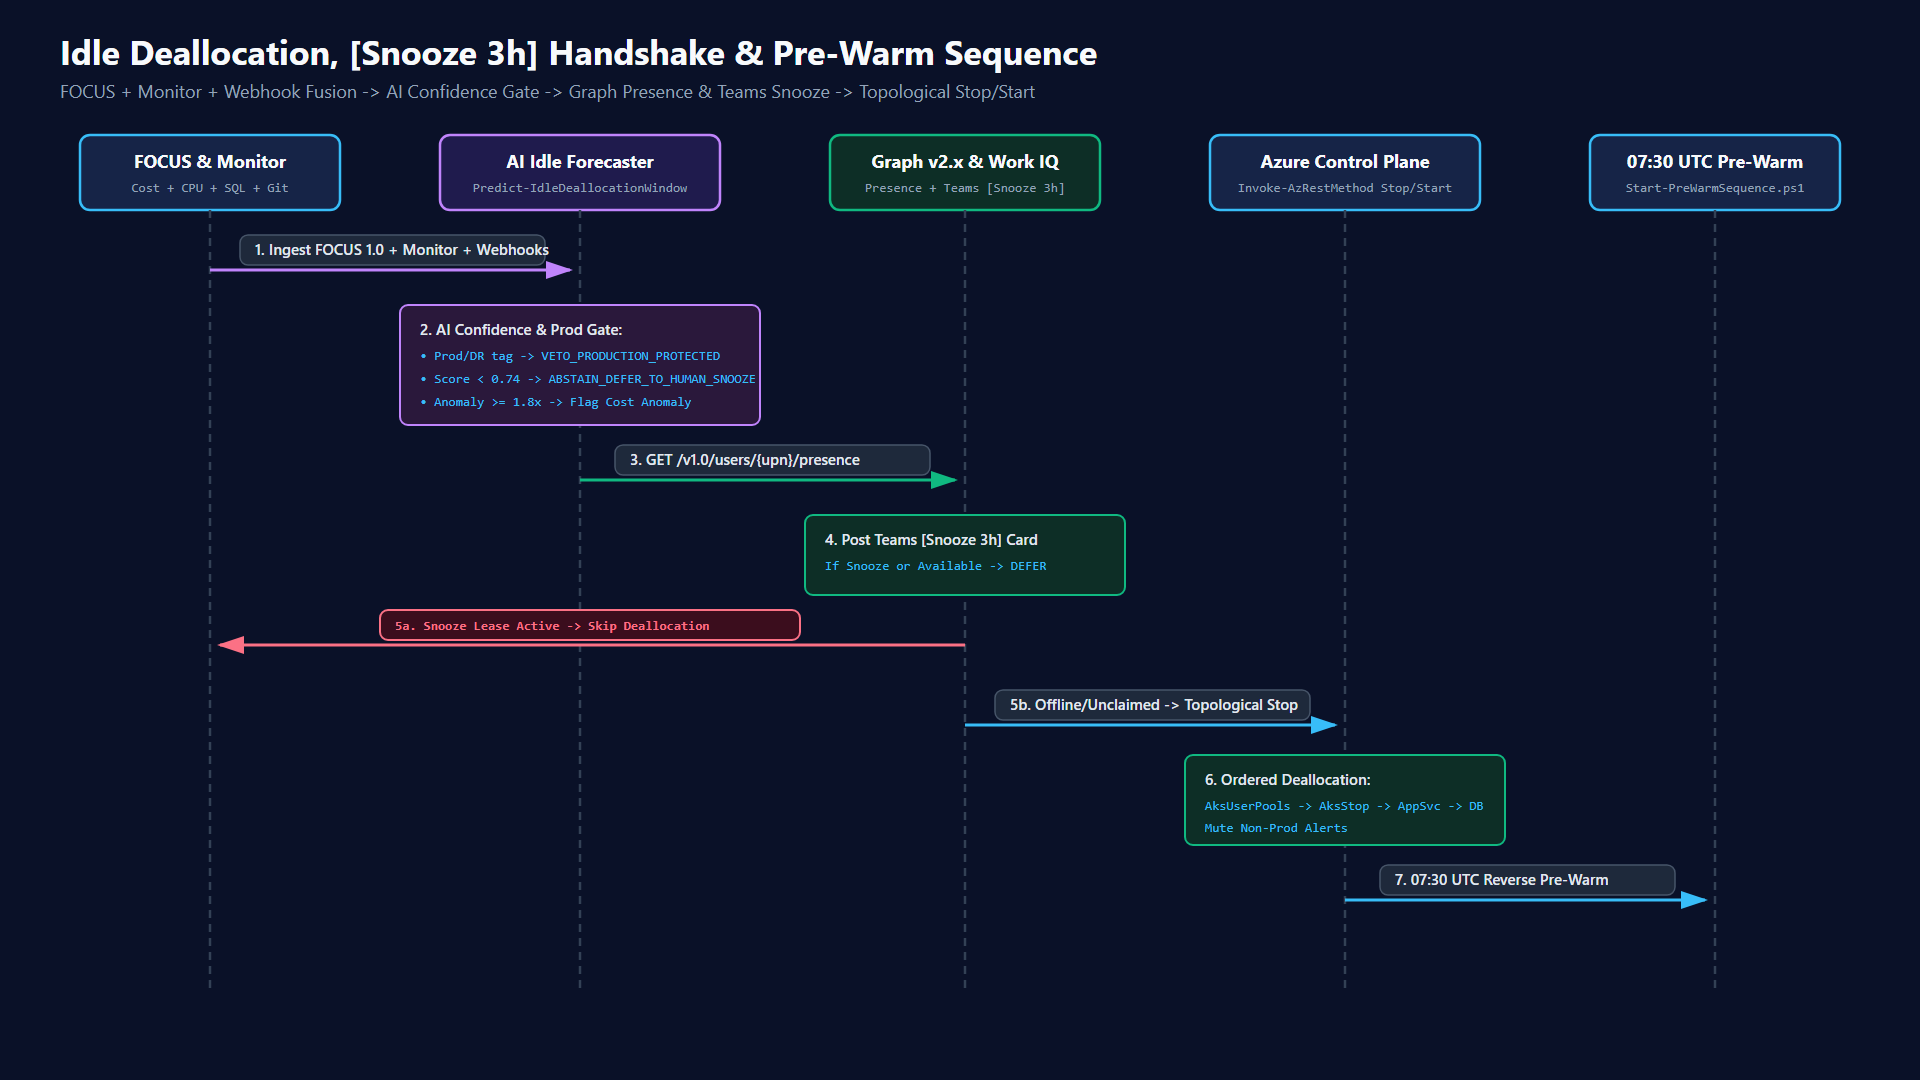 Idle Deallocation, [Snooze 3h] Handshake & Pre-Warm Sequence
FOCUS + Monitor + Webhook Fusion -> AI Confidence Gate -> Graph Presence & Teams Snooze -> Topological Stop/Start
FOCUS & Monitor
Cost + CPU + SQL + Git
AI Idle Forecaster
Predict-IdleDeallocationWindow
Graph v2.x & Work IQ
Presence + Teams [Snooze 3h]
Azure Control Plane
Invoke-AzRestMethod Stop/Start
07:30 UTC Pre-Warm
Start-PreWarmSequence.ps1
1. Ingest FOCUS 1.0 + Monitor + Webhooks
2. AI Confidence & Prod Gate:
• Prod/DR tag -> VETO_PRODUCTION_PROTECTED
• Score < 0.74 -> ABSTAIN_DEFER_TO_HUMAN_SNOOZE
• Anomaly >= 1.8x -> Flag Cost Anomaly
3. GET /v1.0/users/{upn}/presence
4. Post Teams [Snooze 3h] Card
If Snooze or Available -> DEFER
5a. Snooze Lease Active -> Skip Deallocation
5b. Offline/Unclaimed -> Topological Stop
6. Ordered Deallocation:
AksUserPools -> AksStop -> AppSvc -> DB
Mute Non-Prod Alerts
7. 07:30 UTC Reverse Pre-Warm